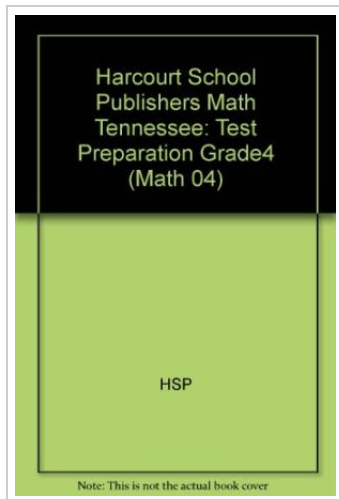 Harcourt School
Publishers Math
Tennessee: Test
Preparation Grade4
(Math 04)
HSP
Note: This is not the actual book cover